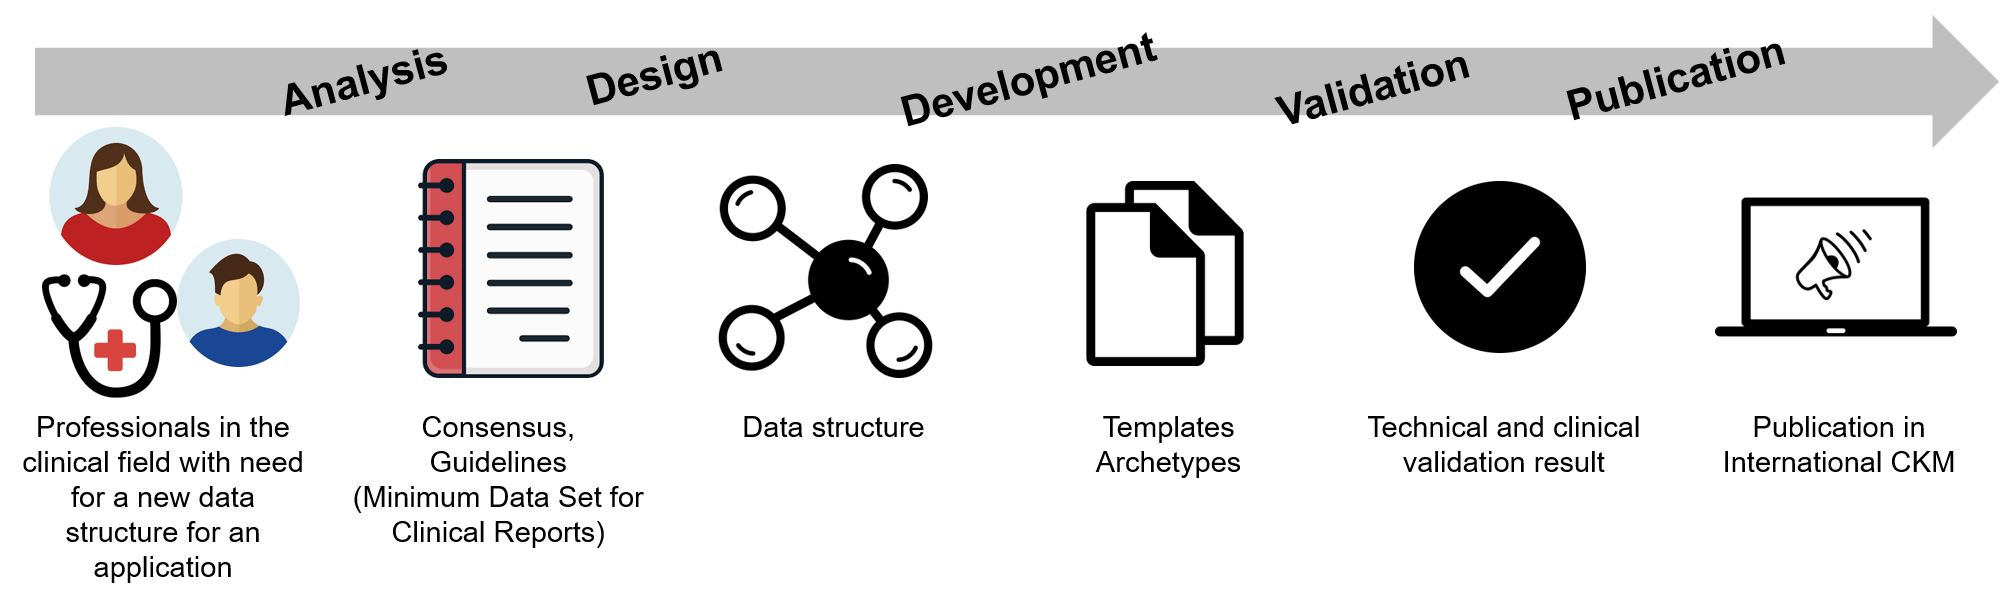 Analysis
Design
Development
Validation
Publication
Professionals in the
clinical field with need
for a new data
structure for an
application
Consensus,
Guidelines
(Minimum Data Set for
Clinical Reports)
Data structure
Templates
Archetypes
Technical and clinical
validation result
Publication in
International CKM